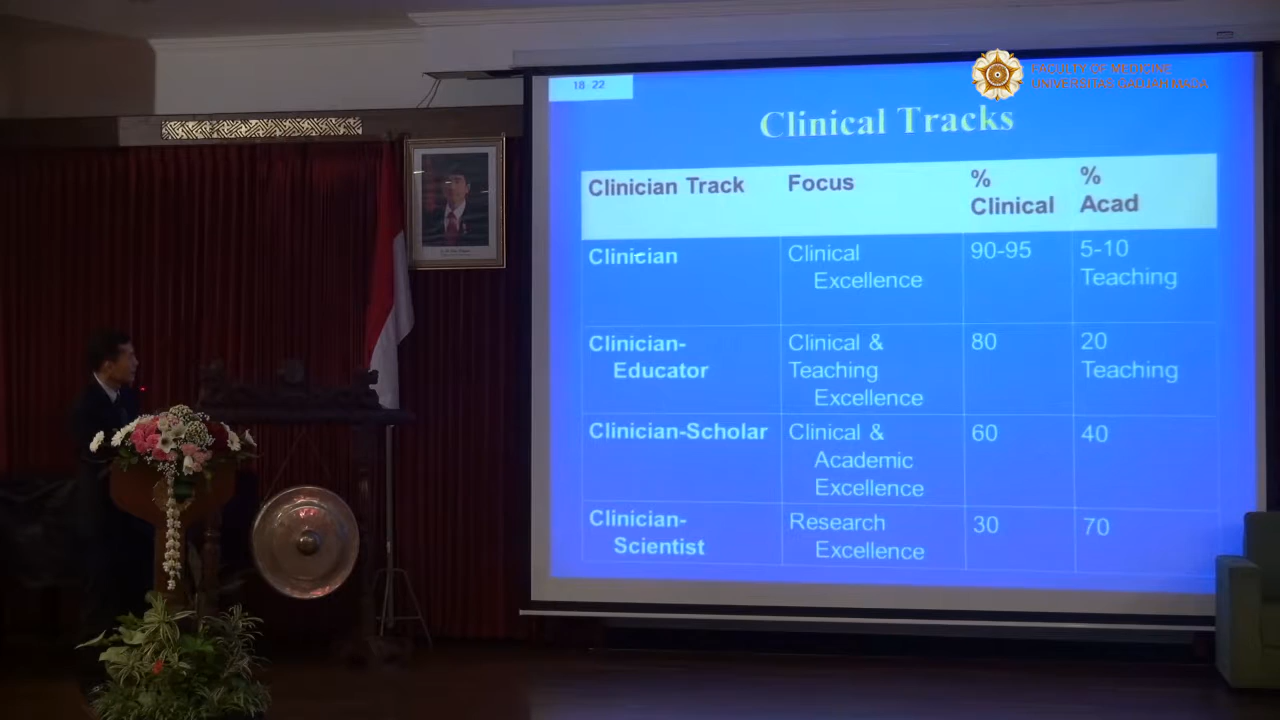 FACULTY OF MEDICINE
UNIVERSITAS GADJAH MADA
18 22
Clinical Tracks
Clinician Track Focus % Clinical % Acad
Clinician Clinical Excellence 90-95 5-10 Teaching
Clinician-Educator Clinical & Teaching Excellence 80 20 Teaching
Clinician-Scholar Clinical & Academic Excellence 60 40
Clinician-Scientist Research Excellence 30 70